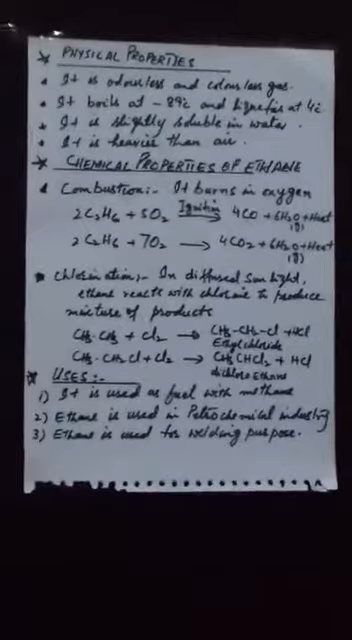 * PHYSICAL PROPERTIES
• It is odourless and colourless gas.
• It boils at -89°c and liquefies at 4°c
• It is slightly soluble in water.
• It is heavier than air.
* CHEMICAL PROPERTIES OF ETHANE
• Combustion:- It burns in oxygen
2C2H6 + 5O2 Ignition → 4CO + 6H2O + Heat
(g)
2C2H6 + 7O2 → 4CO2 + 6H2O + Heat
(g)
• Chlorination:- In diffused Sun light,
ethane reacts with chlorine to produce
mixture of products
CH3-CH3 + Cl2 → CH3-CH2-Cl + HCl
Ethyl chloride
CH3-CH2Cl + Cl2 → CH3CHCl2 + HCl
dichloro Ethane
* USES:-
1) It is used as fuel with methane
2) Ethane is used in Petrochemical industry
3) Ethane is used for welding purpose.